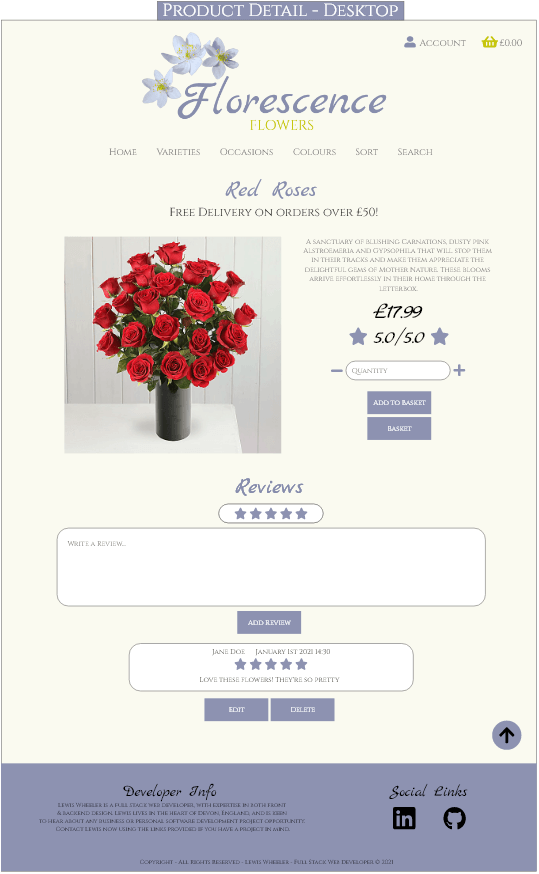 Product Detail - Desktop
Account £0.00
Florescence
FLOWERS
Home Varieties Occasions Colours Sort Search
Red Roses
Free Delivery on orders over £50!
A sanctuary of blushing Carnations, dusty pink
Alstroemeria and Gypsophela that will stop them
in their tracks and make them appreciate the
delightful gems of Mother Nature. These blooms
arrive effortlessly in their home through the
letterbox.
£17.99
5.0/5.0
Quantity
Add to Basket
Basket
Reviews
Write a Review...
Add Review
Jane Doe January 1st 2021 14:30
Love these flowers! They're so pretty
Edit Delete
Developer Info
Lewis Wheeler is a full stack web developer, with expertise in both front
& backend design. Lewis lives in the heart of Devon, England, and is keen
to hear about any business or personal software development project opportunity.
Contact Lewis now using the links provided if you have a project in mind.
Social Links
Copyright - All Rights Reserved - Lewis Wheeler - Full Stack Web Developer © 2021